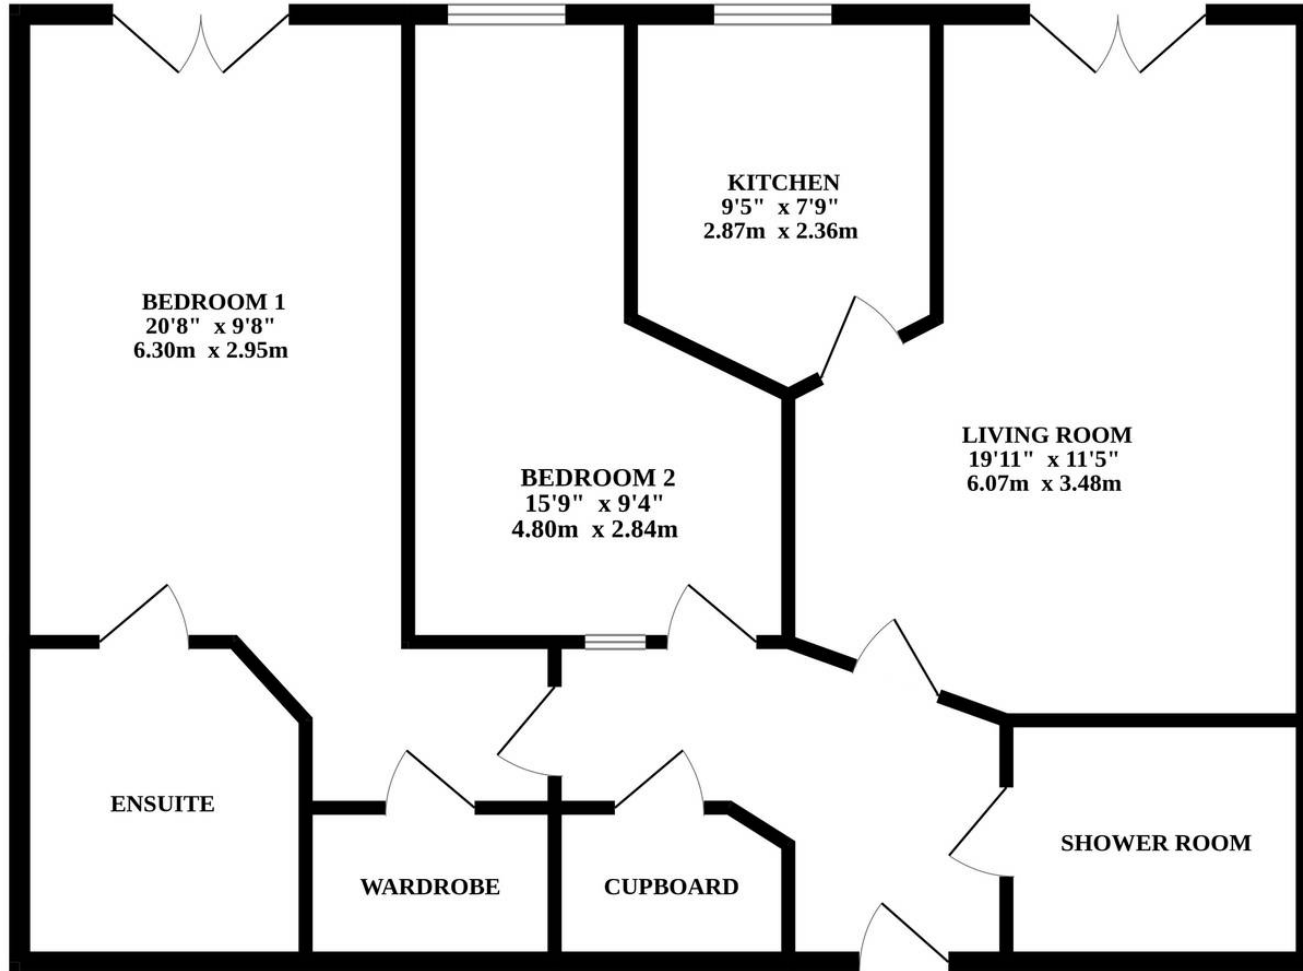 KITCHEN
9'5" x 7'9"
2.87m x 2.36m
BEDROOM 1
20'8" x 9'8"
6.30m x 2.95m
LIVING ROOM
19'11" x 11'5"
6.07m x 3.48m
BEDROOM 2
15'9" x 9'4"
4.80m x 2.84m
ENSUITE
SHOWER ROOM
WARDROBE
CUPBOARD